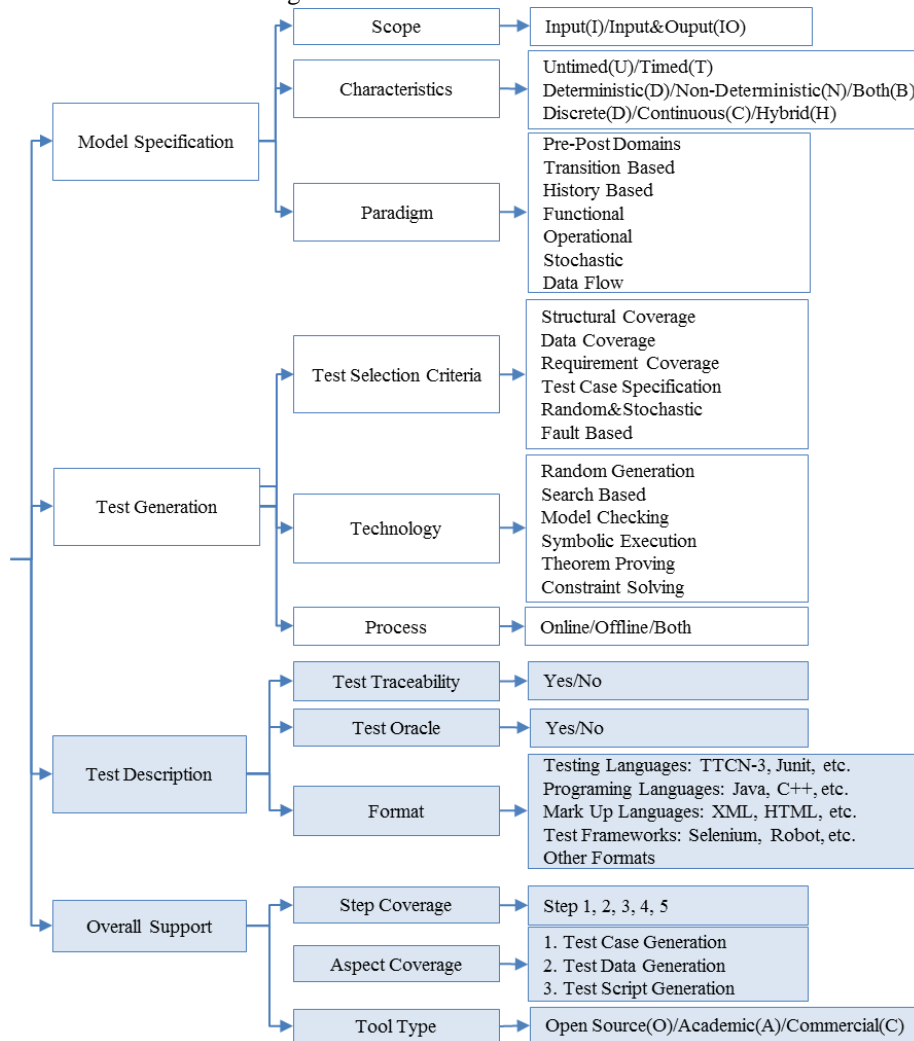 Scope
Input(I)/Input&Ouput(IO)
Characteristics
Untimed(U)/Timed(T)
Deterministic(D)/Non-Deterministic(N)/Both(B)
Discrete(D)/Continuous(C)/Hybrid(H)
Model Specification
Paradigm
Pre-Post Domains
Transition Based
History Based
Functional
Operational
Stochastic
Data Flow
Test Selection Criteria
Structural Coverage
Data Coverage
Requirement Coverage
Test Case Specification
Random&Stochastic
Fault Based
Test Generation
Technology
Random Generation
Search Based
Model Checking
Symbolic Execution
Theorem Proving
Constraint Solving
Process
Online/Offline/Both
Test Traceability
Yes/No
Test Oracle
Yes/No
Test Description
Format
Testing Languages: TTCN-3, Junit, etc.
Programing Languages: Java, C++, etc.
Mark Up Languages: XML, HTML, etc.
Test Frameworks: Selenium, Robot, etc.
Other Formats
Overall Support
Step Coverage
Step 1, 2, 3, 4, 5
Aspect Coverage
1. Test Case Generation
2. Test Data Generation
3. Test Script Generation
Tool Type
Open Source(O)/Academic(A)/Commercial(C)